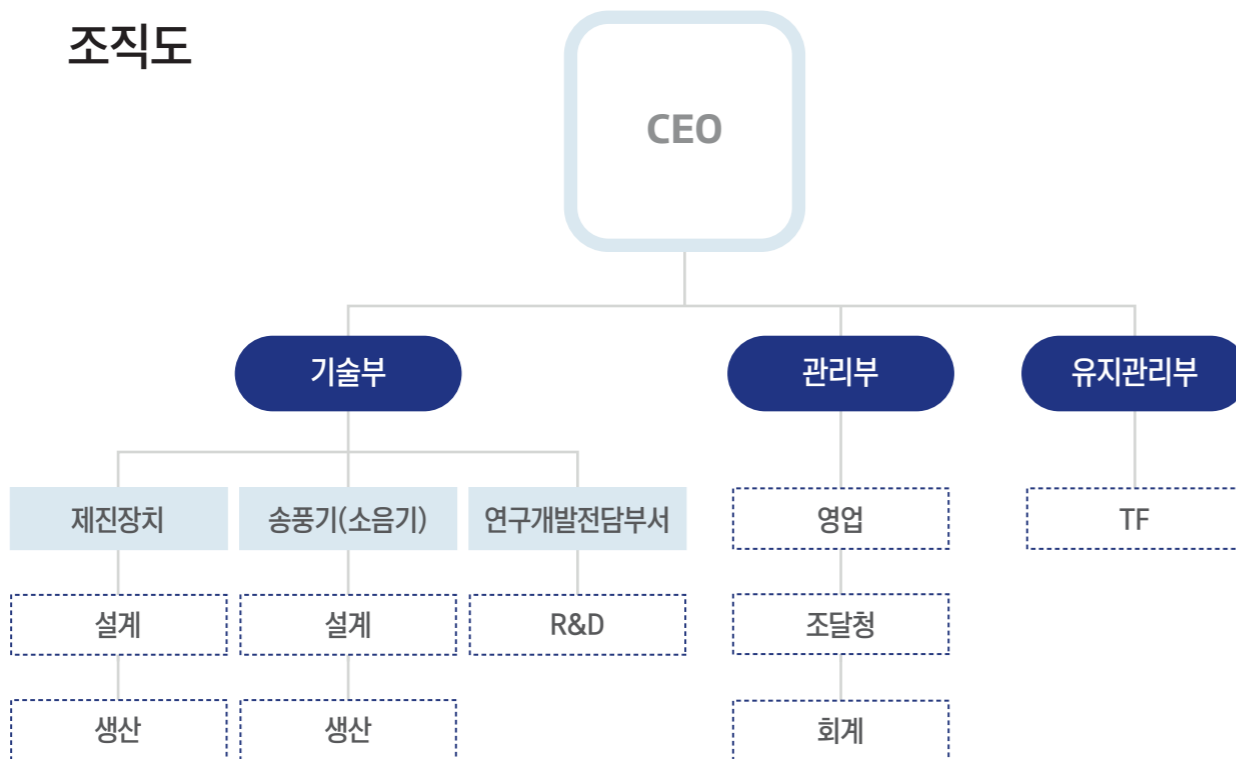 조직도
CEO
기술부
관리부
유지관리부
제진장치
송풍기(소음기)
연구개발전담부서
영업
TF
설계
설계
R&D
조달청
생산
생산
회계